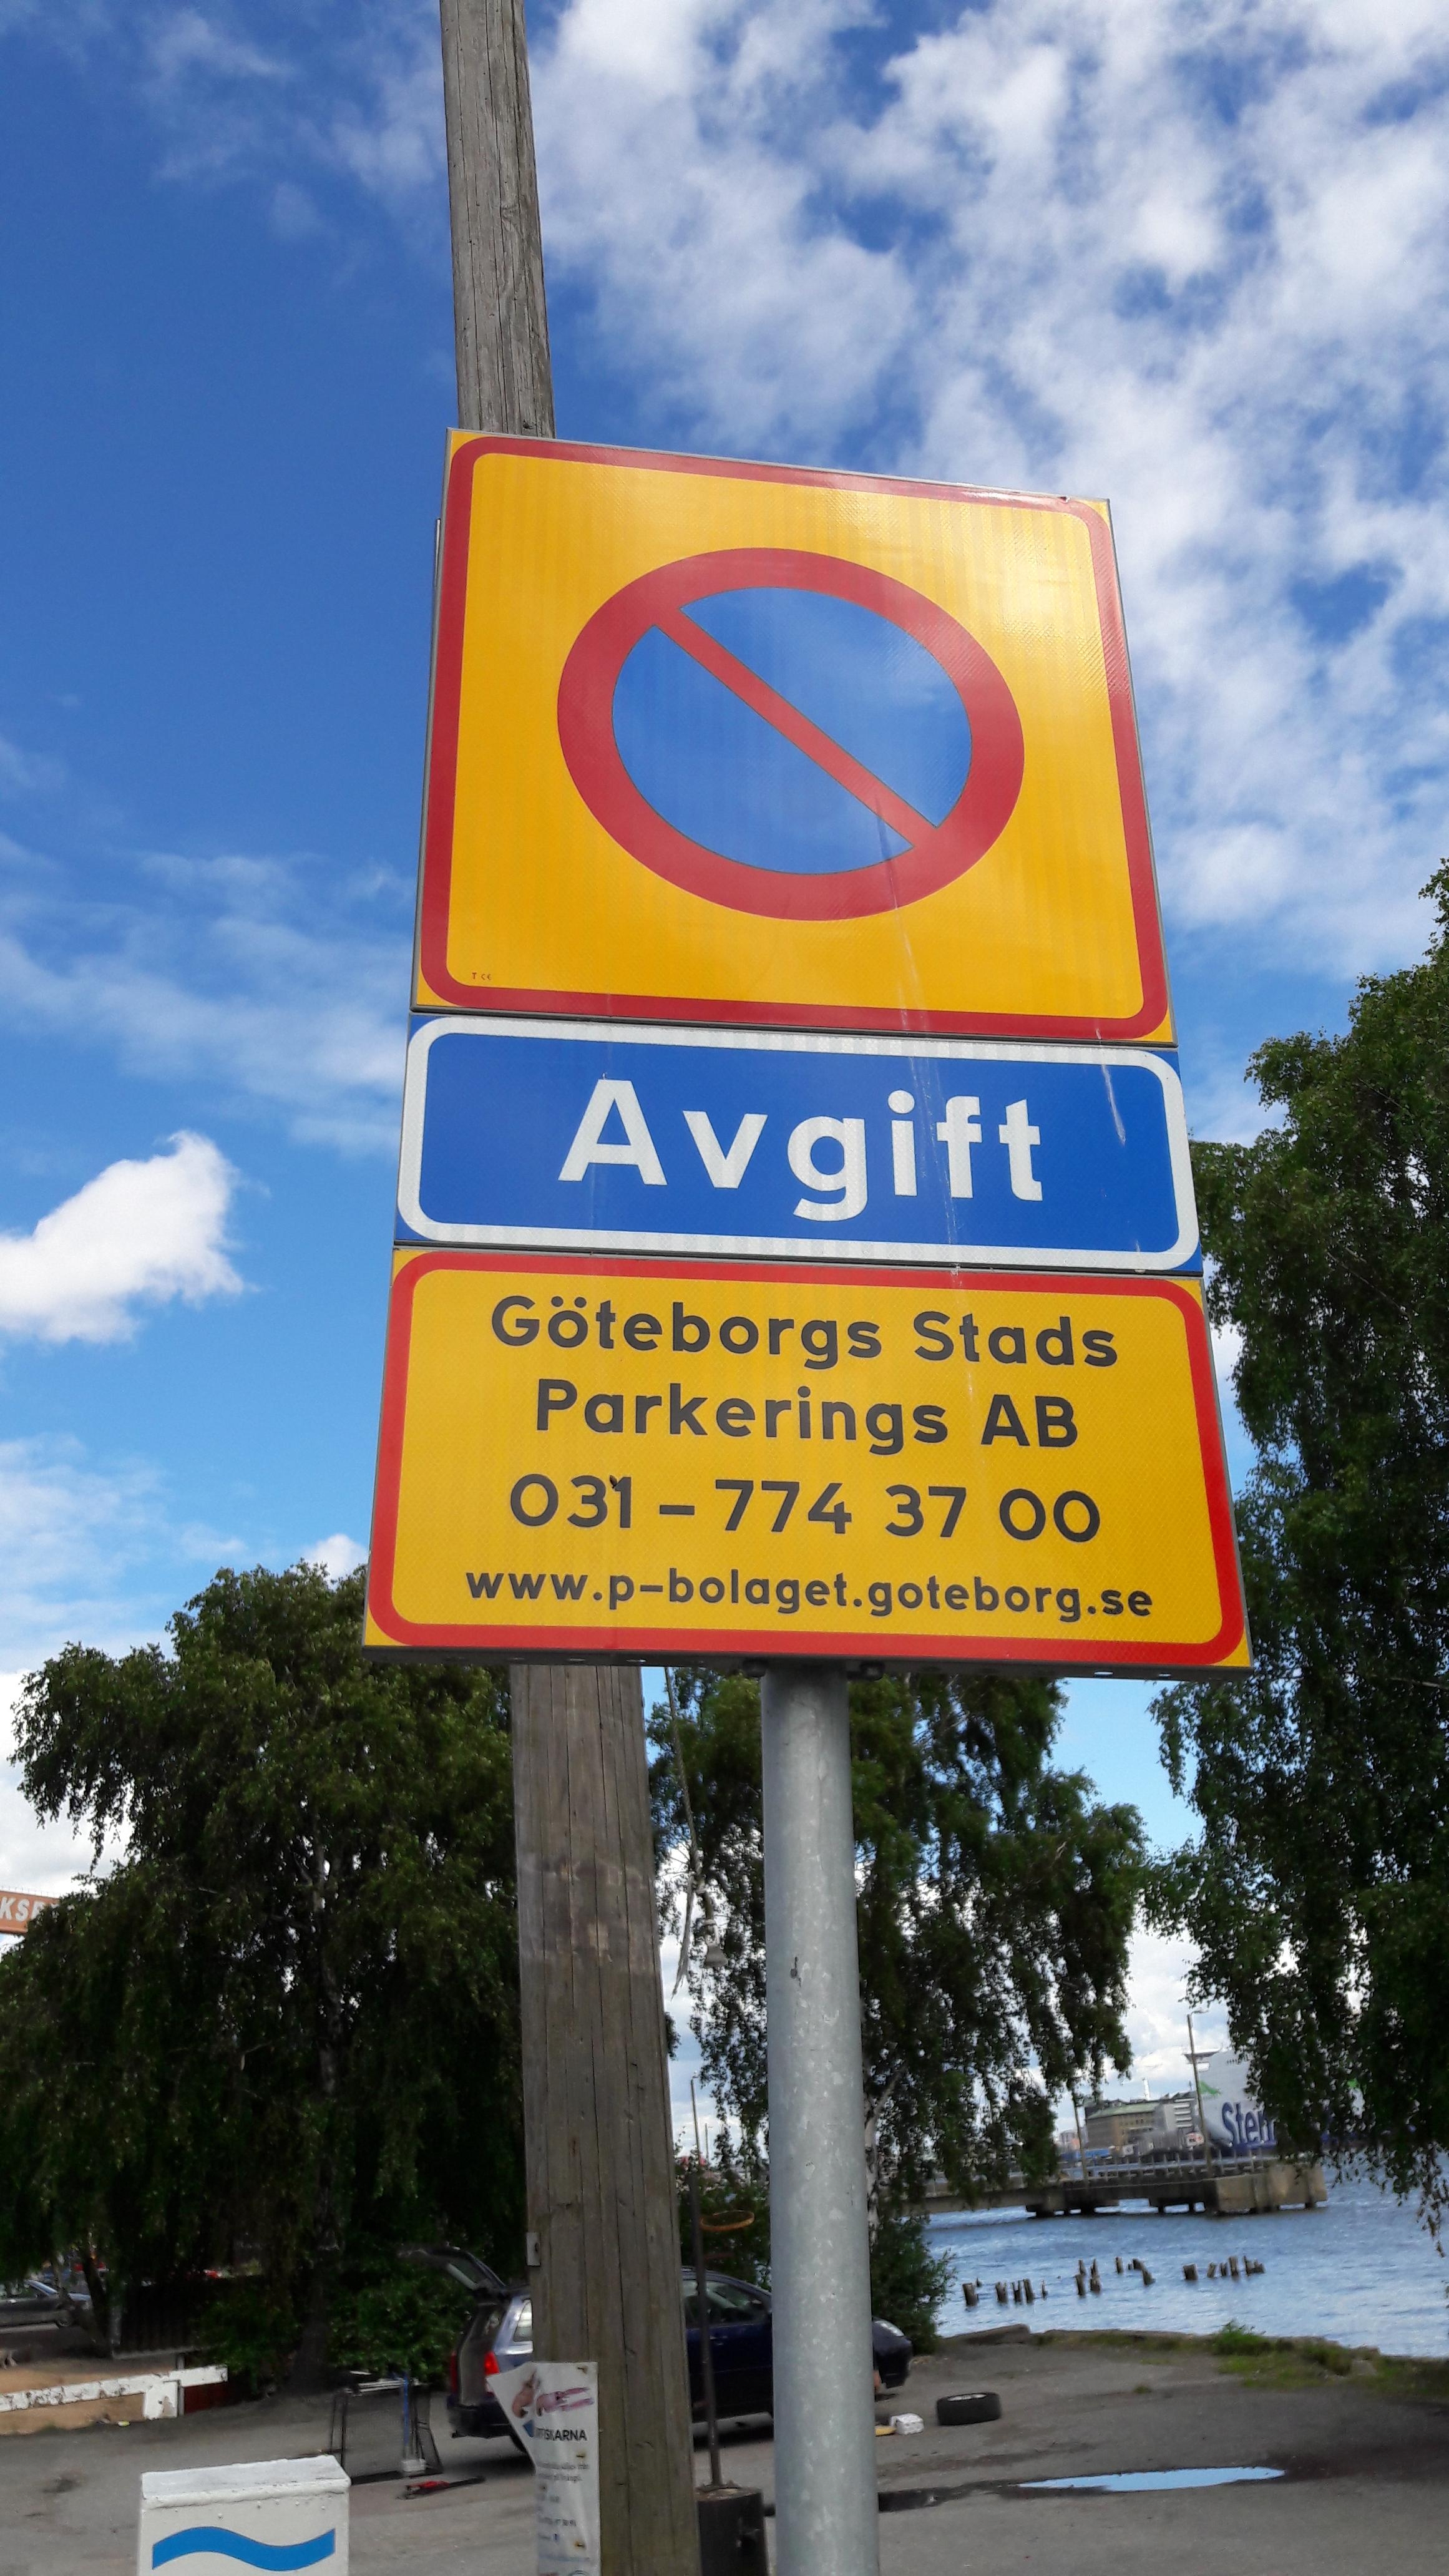 Avgift
Göteborgs Stads
Parkerings AB
031-774 37 00
www.p-bolaget.goteborg.se